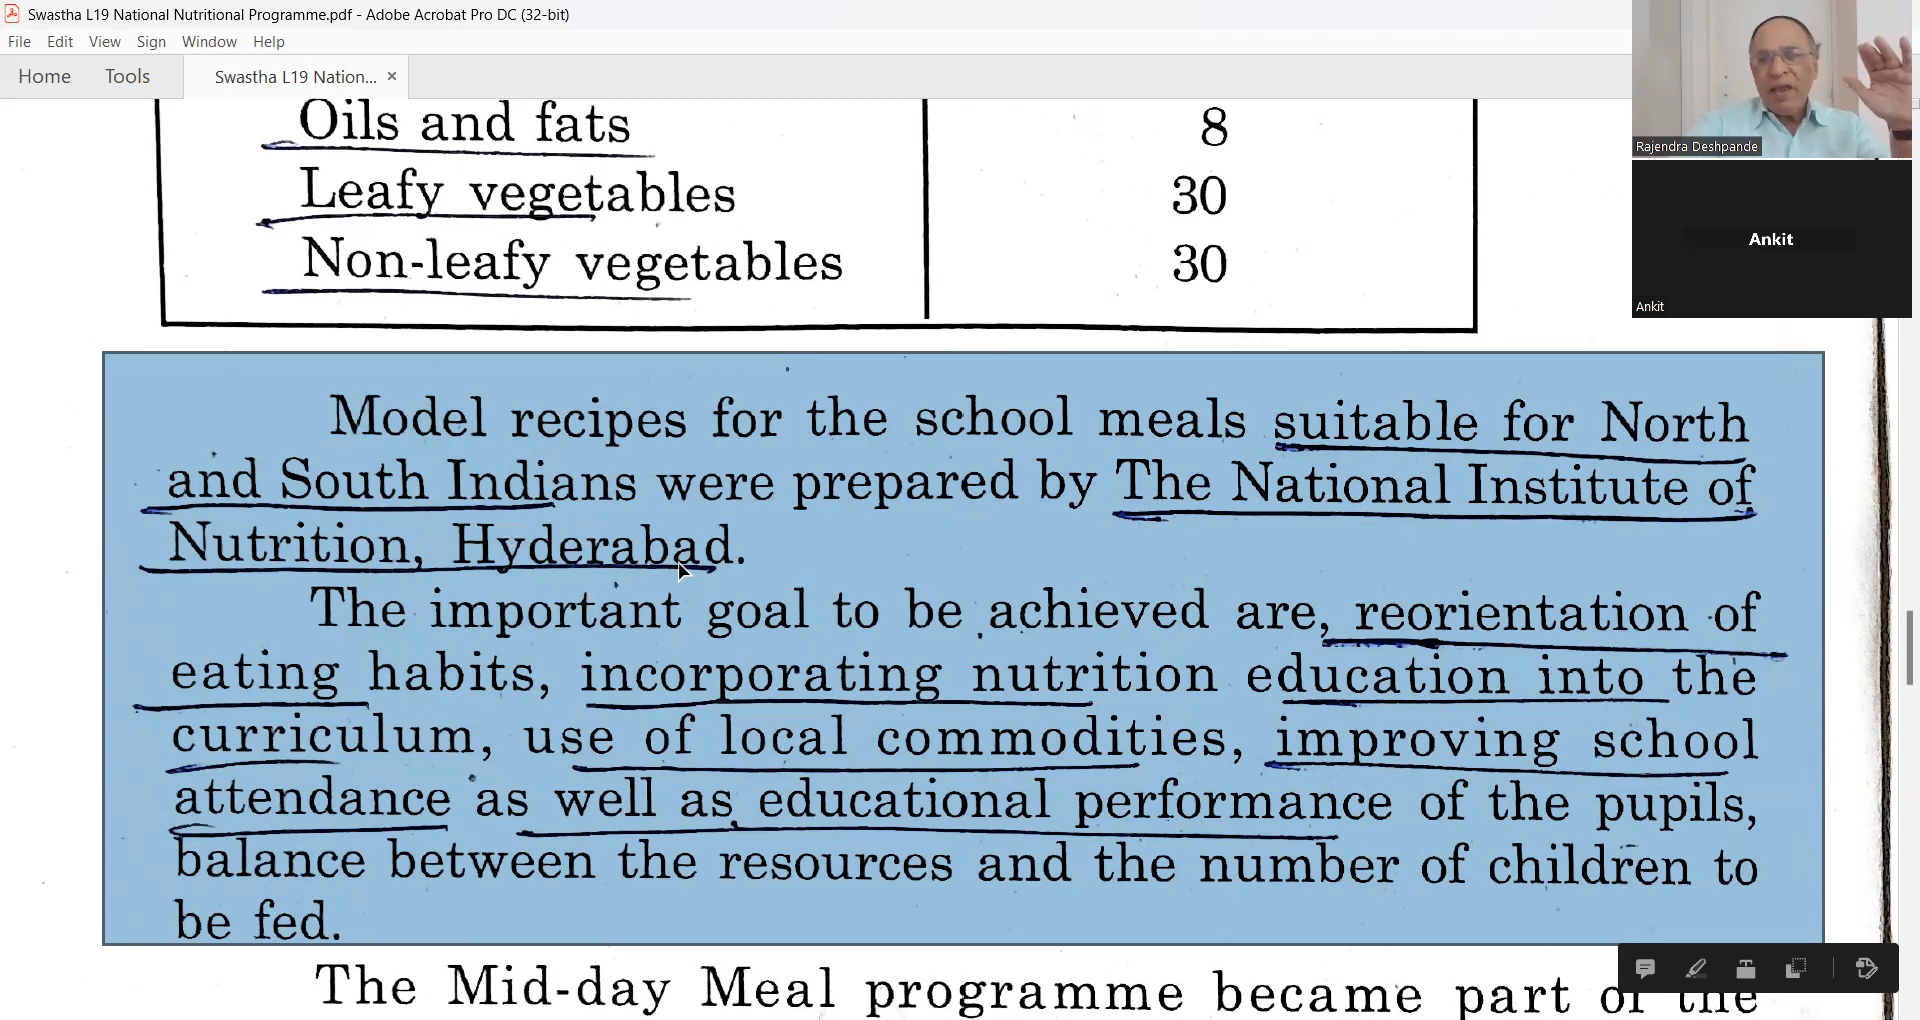 Swastha L19 National Nutritional Programme.pdf - Adobe Acrobat Pro DC (32-bit)
File Edit View Sign Window Help
Home Tools Swastha L19 Nation... ×
Oils and fats 8
Leafy vegetables 30
Non-leafy vegetables 30
Model recipes for the school meals suitable for North
and South Indians were prepared by The National Institute of
Nutrition, Hyderabad.
The important goal to be achieved are, reorientation of
eating habits, incorporating nutrition education into the
curriculum, use of local commodities, improving school
attendance as well as educational performance of the pupils,
balance between the resources and the number of children to
be fed.
The Mid-day Meal programme became part of the
Rajendra Deshpande
Ankit
Ankit